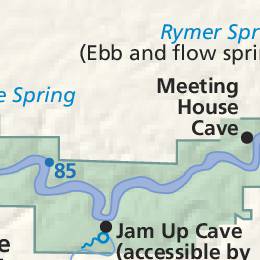 Rymer Spr
(Ebb and flow sprin
Meeting
House
Cave
e Spring
85
Jam Up Cave
(accessible by
e